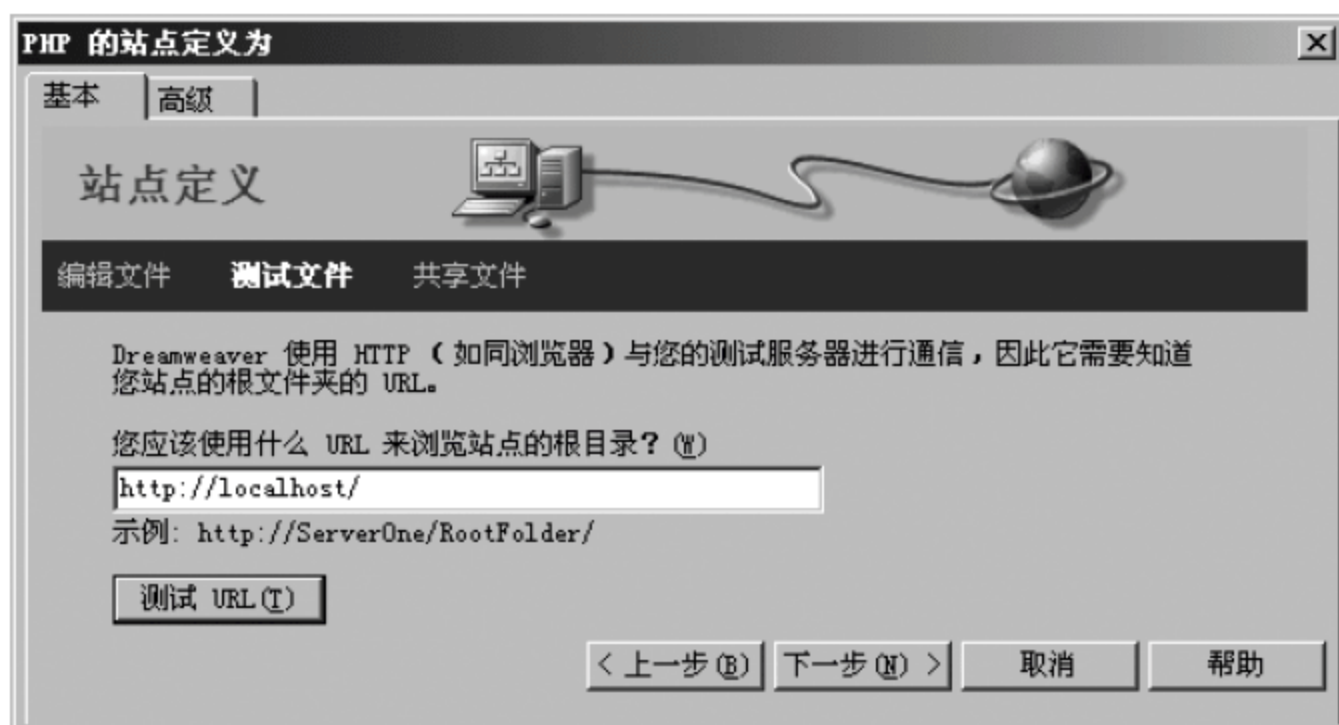 PHP 的站点定义为
基本 高级
站点定义
编辑文件 测试文件 共享文件
Dreamweaver 使用 HTTP （如同浏览器）与您的测试服务器进行通信，因此它需要知道
您站点的根文件夹的 URL。
您应该使用什么 URL 来浏览站点的根目录？(W)
http://localhost/
示例: http://ServerOne/RootFolder/
测试 URL(T)
< 上一步(B) 下一步(N) > 取消 帮助